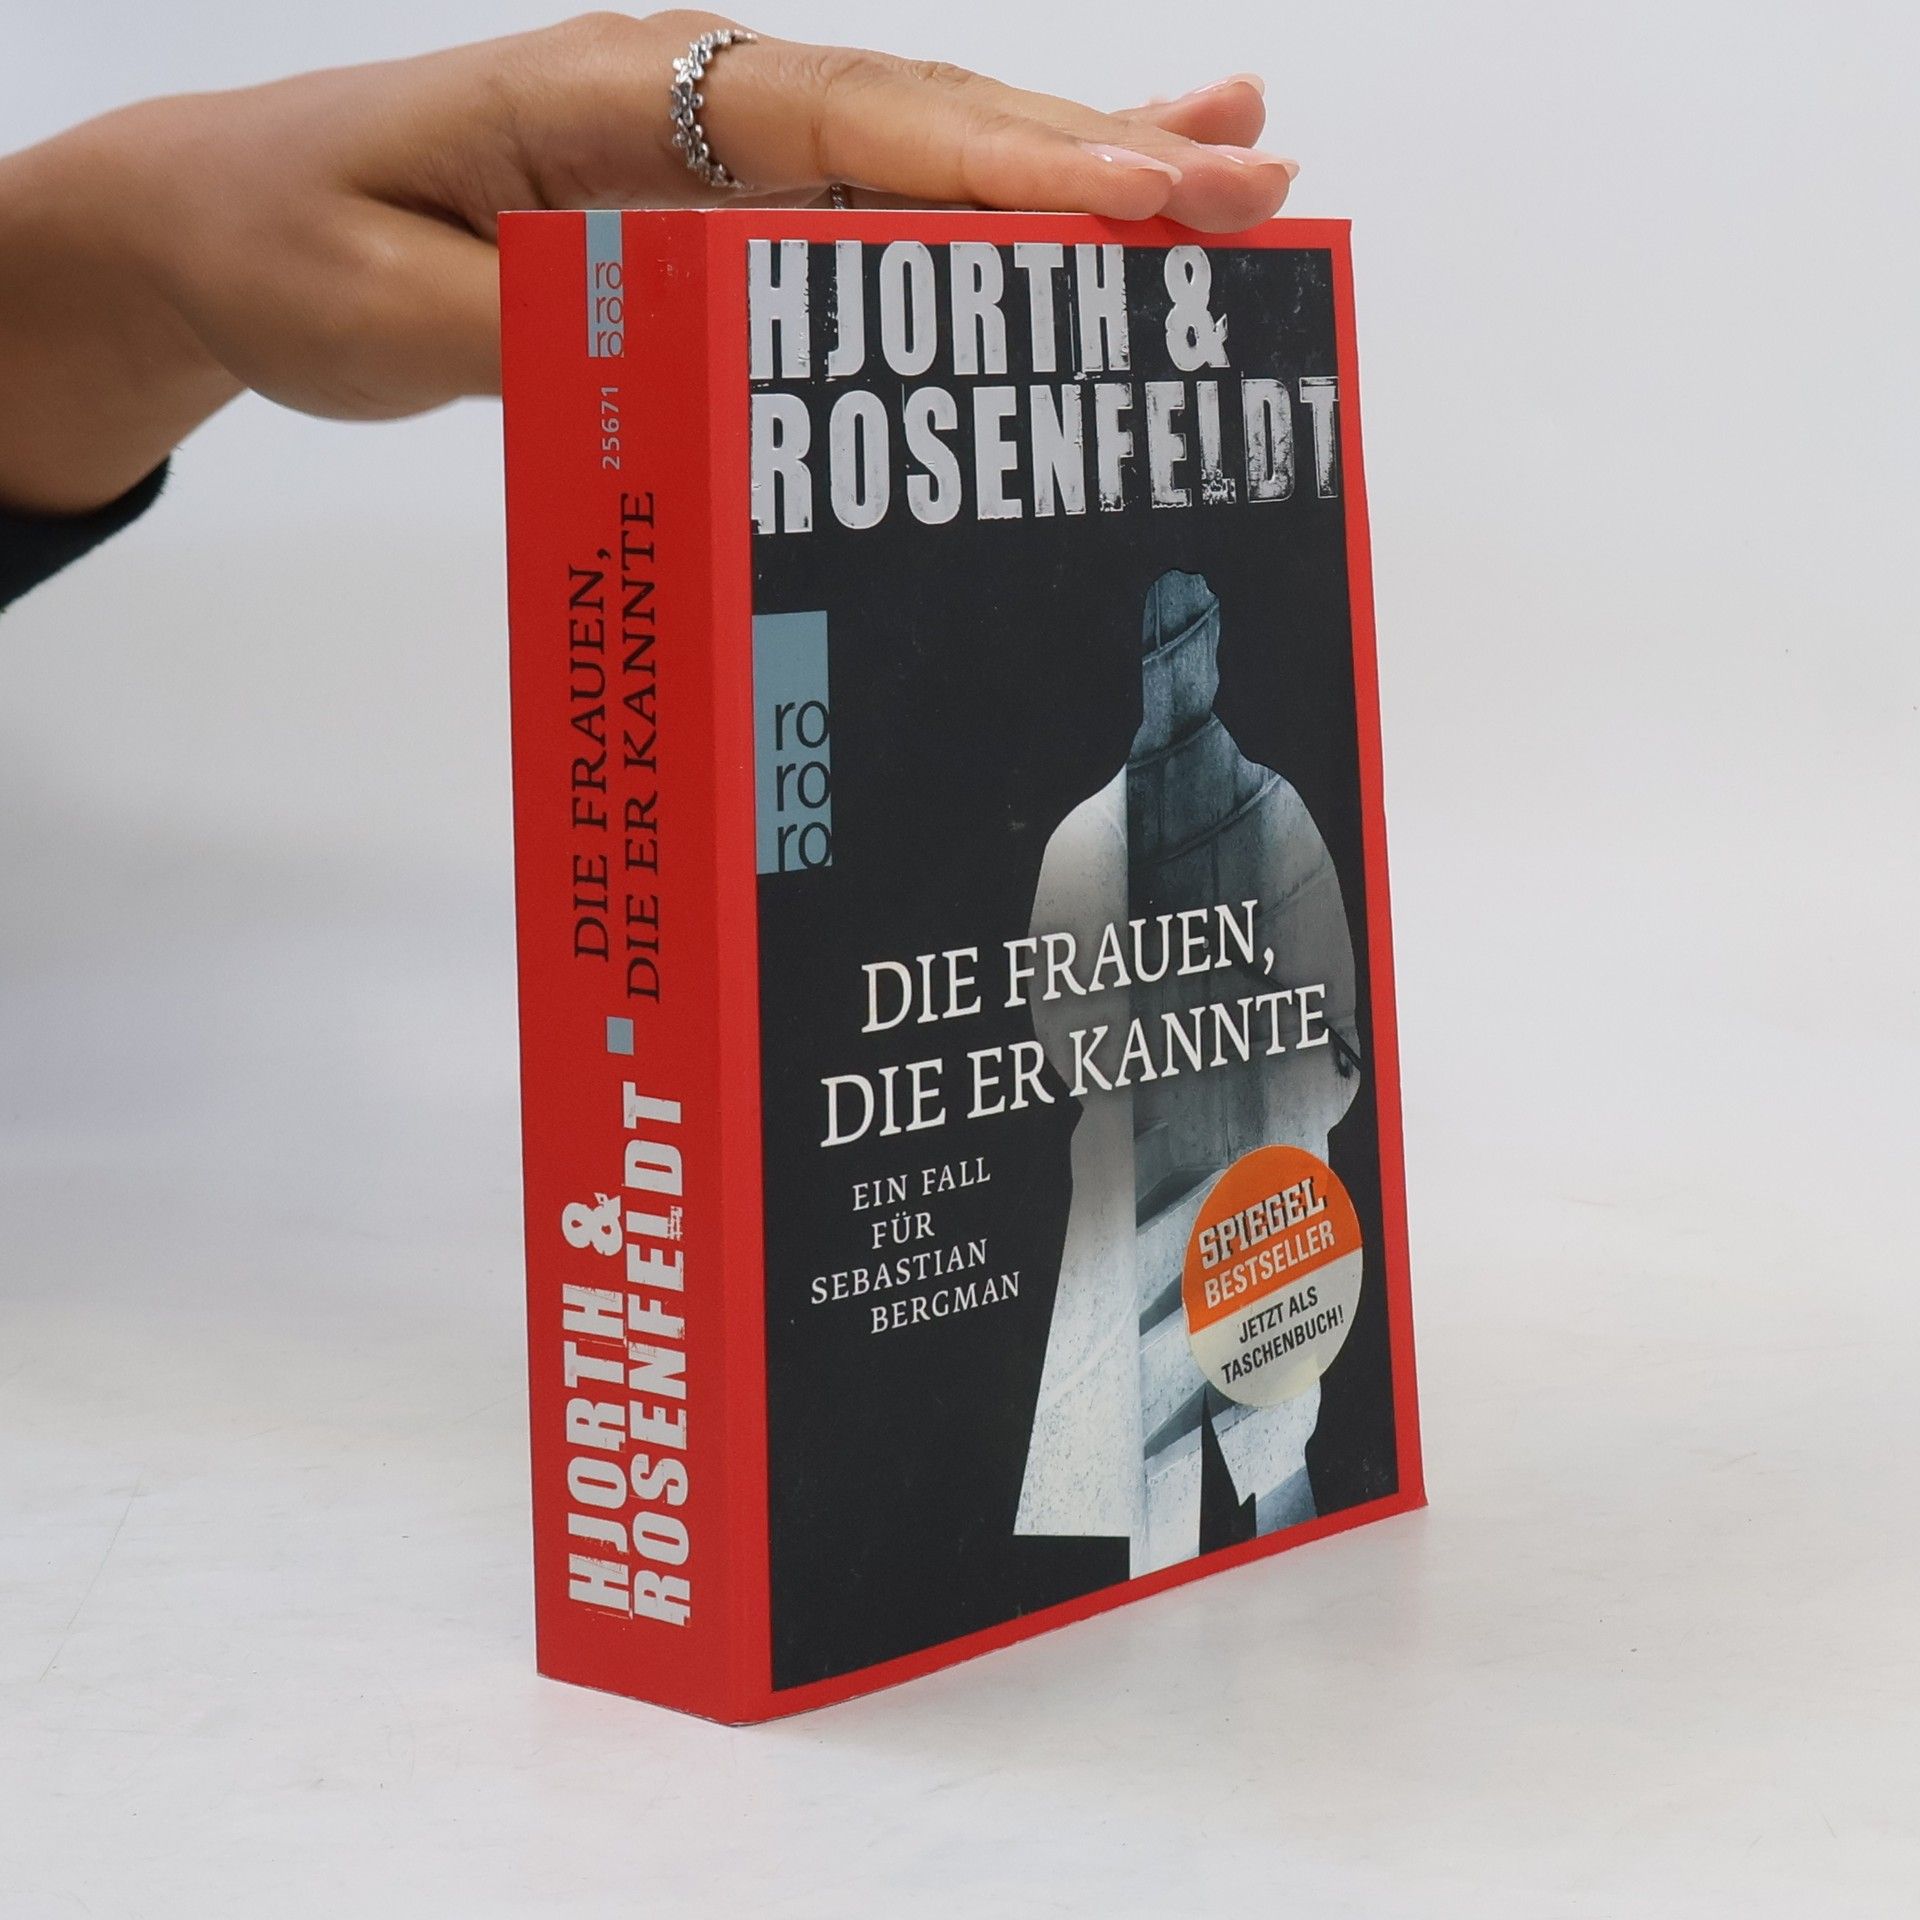 ro
ro
ro
25671
DIE FRAUEN,
DIE ER KANNTE
HJORTH &
ROSENFELDT
HJORTH &
ROSENFELDT
ro
ro
ro
DIE FRAUEN,
DIE ER KANNTE
EIN FALL
FÜR
SEBASTIAN
BERGMAN
SPIEGEL
BESTSELLER
JETZT ALS
TASCHENBUCH!